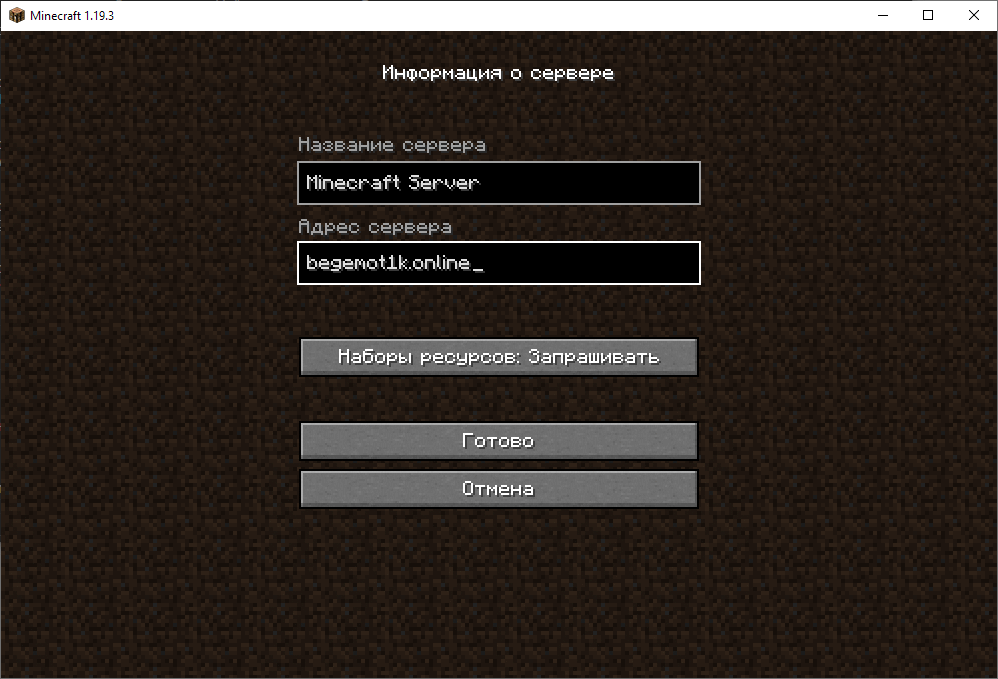 Minecraft 1.19.3
Информация о сервере
Название сервера
Minecraft Server
Адрес сервера
begemot1k.online_
Наборы ресурсов: Запрашивать
Готово
Отмена